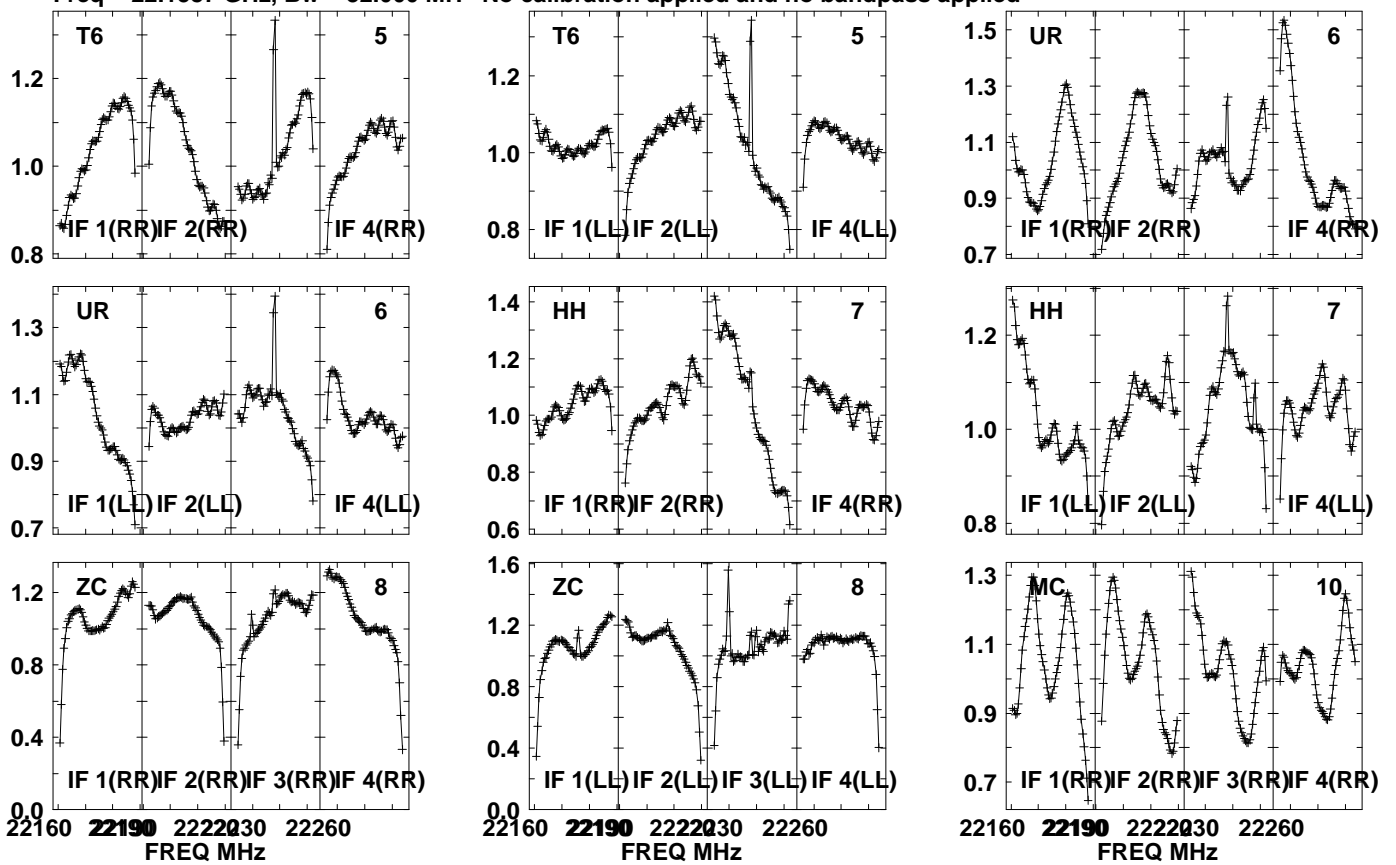 Freq = GHz, Bw = 32.000 MH No calibration applied and no bandpass applied
T6 5
1.2
1.0
0.8
IF 1(RR) IF 2(RR) IF 4(RR)
T6 5
1.2
1.0
0.8
IF 1(LL) IF 2(LL) IF 4(LL)
UR 6
1.5
1.3
1.1
0.9
0.7
IF 1(RR) IF 2(RR) IF 4(RR)
UR 6
1.3
1.1
0.9
0.7
IF 1(LL) IF 2(LL) IF 4(LL)
HH 7
1.4
1.2
1.0
0.8
0.6
IF 1(RR) IF 2(RR) IF 4(RR)
HH 7
1.2
1.0
0.8
IF 1(LL) IF 2(LL) IF 4(LL)
ZC 8
1.2
0.8
0.4
0.0
IF 1(RR) IF 2(RR) IF 3(RR) IF 4(RR)
22160 22260
FREQ MHz
ZC 8
1.6
1.2
0.8
0.4
0.0
IF 1(LL) IF 2(LL) IF 3(LL) IF 4(LL)
22160 22260
FREQ MHz
MC 10
1.3
1.1
0.9
0.7
IF 1(RR) IF 2(RR) IF 3(RR) IF 4(RR)
22160 22260
FREQ MHz